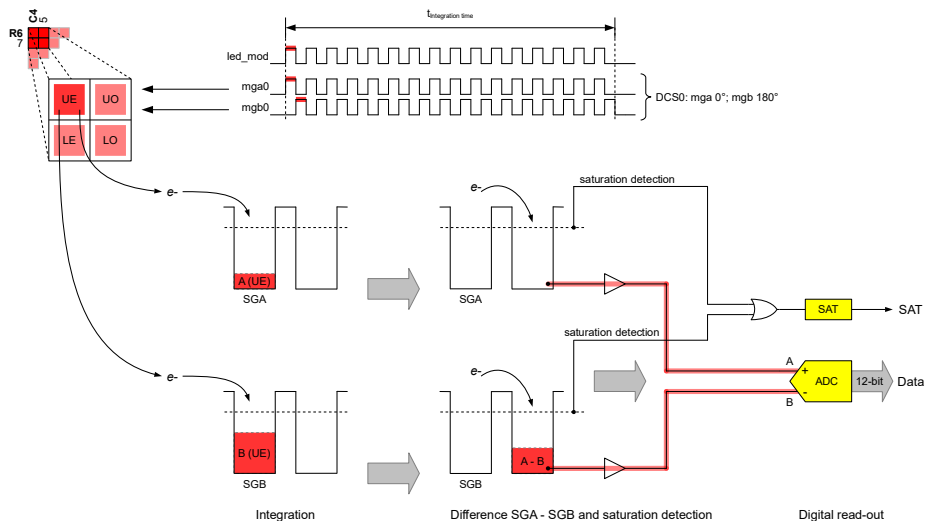 C4
5
R6
7
t Integration time
led_mod
mga0
mgb0
DCS0: mga 0°; mgb 180°
UE
UO
LE
LO
e-
e-
saturation detection
A (UE)
SGA
SGA
SAT
SAT
saturation detection
e-
e-
A
+
ADC
12-bit
Data
-
B
B (UE)
A - B
SGB
SGB
Integration
Difference SGA - SGB and saturation detection
Digital read-out